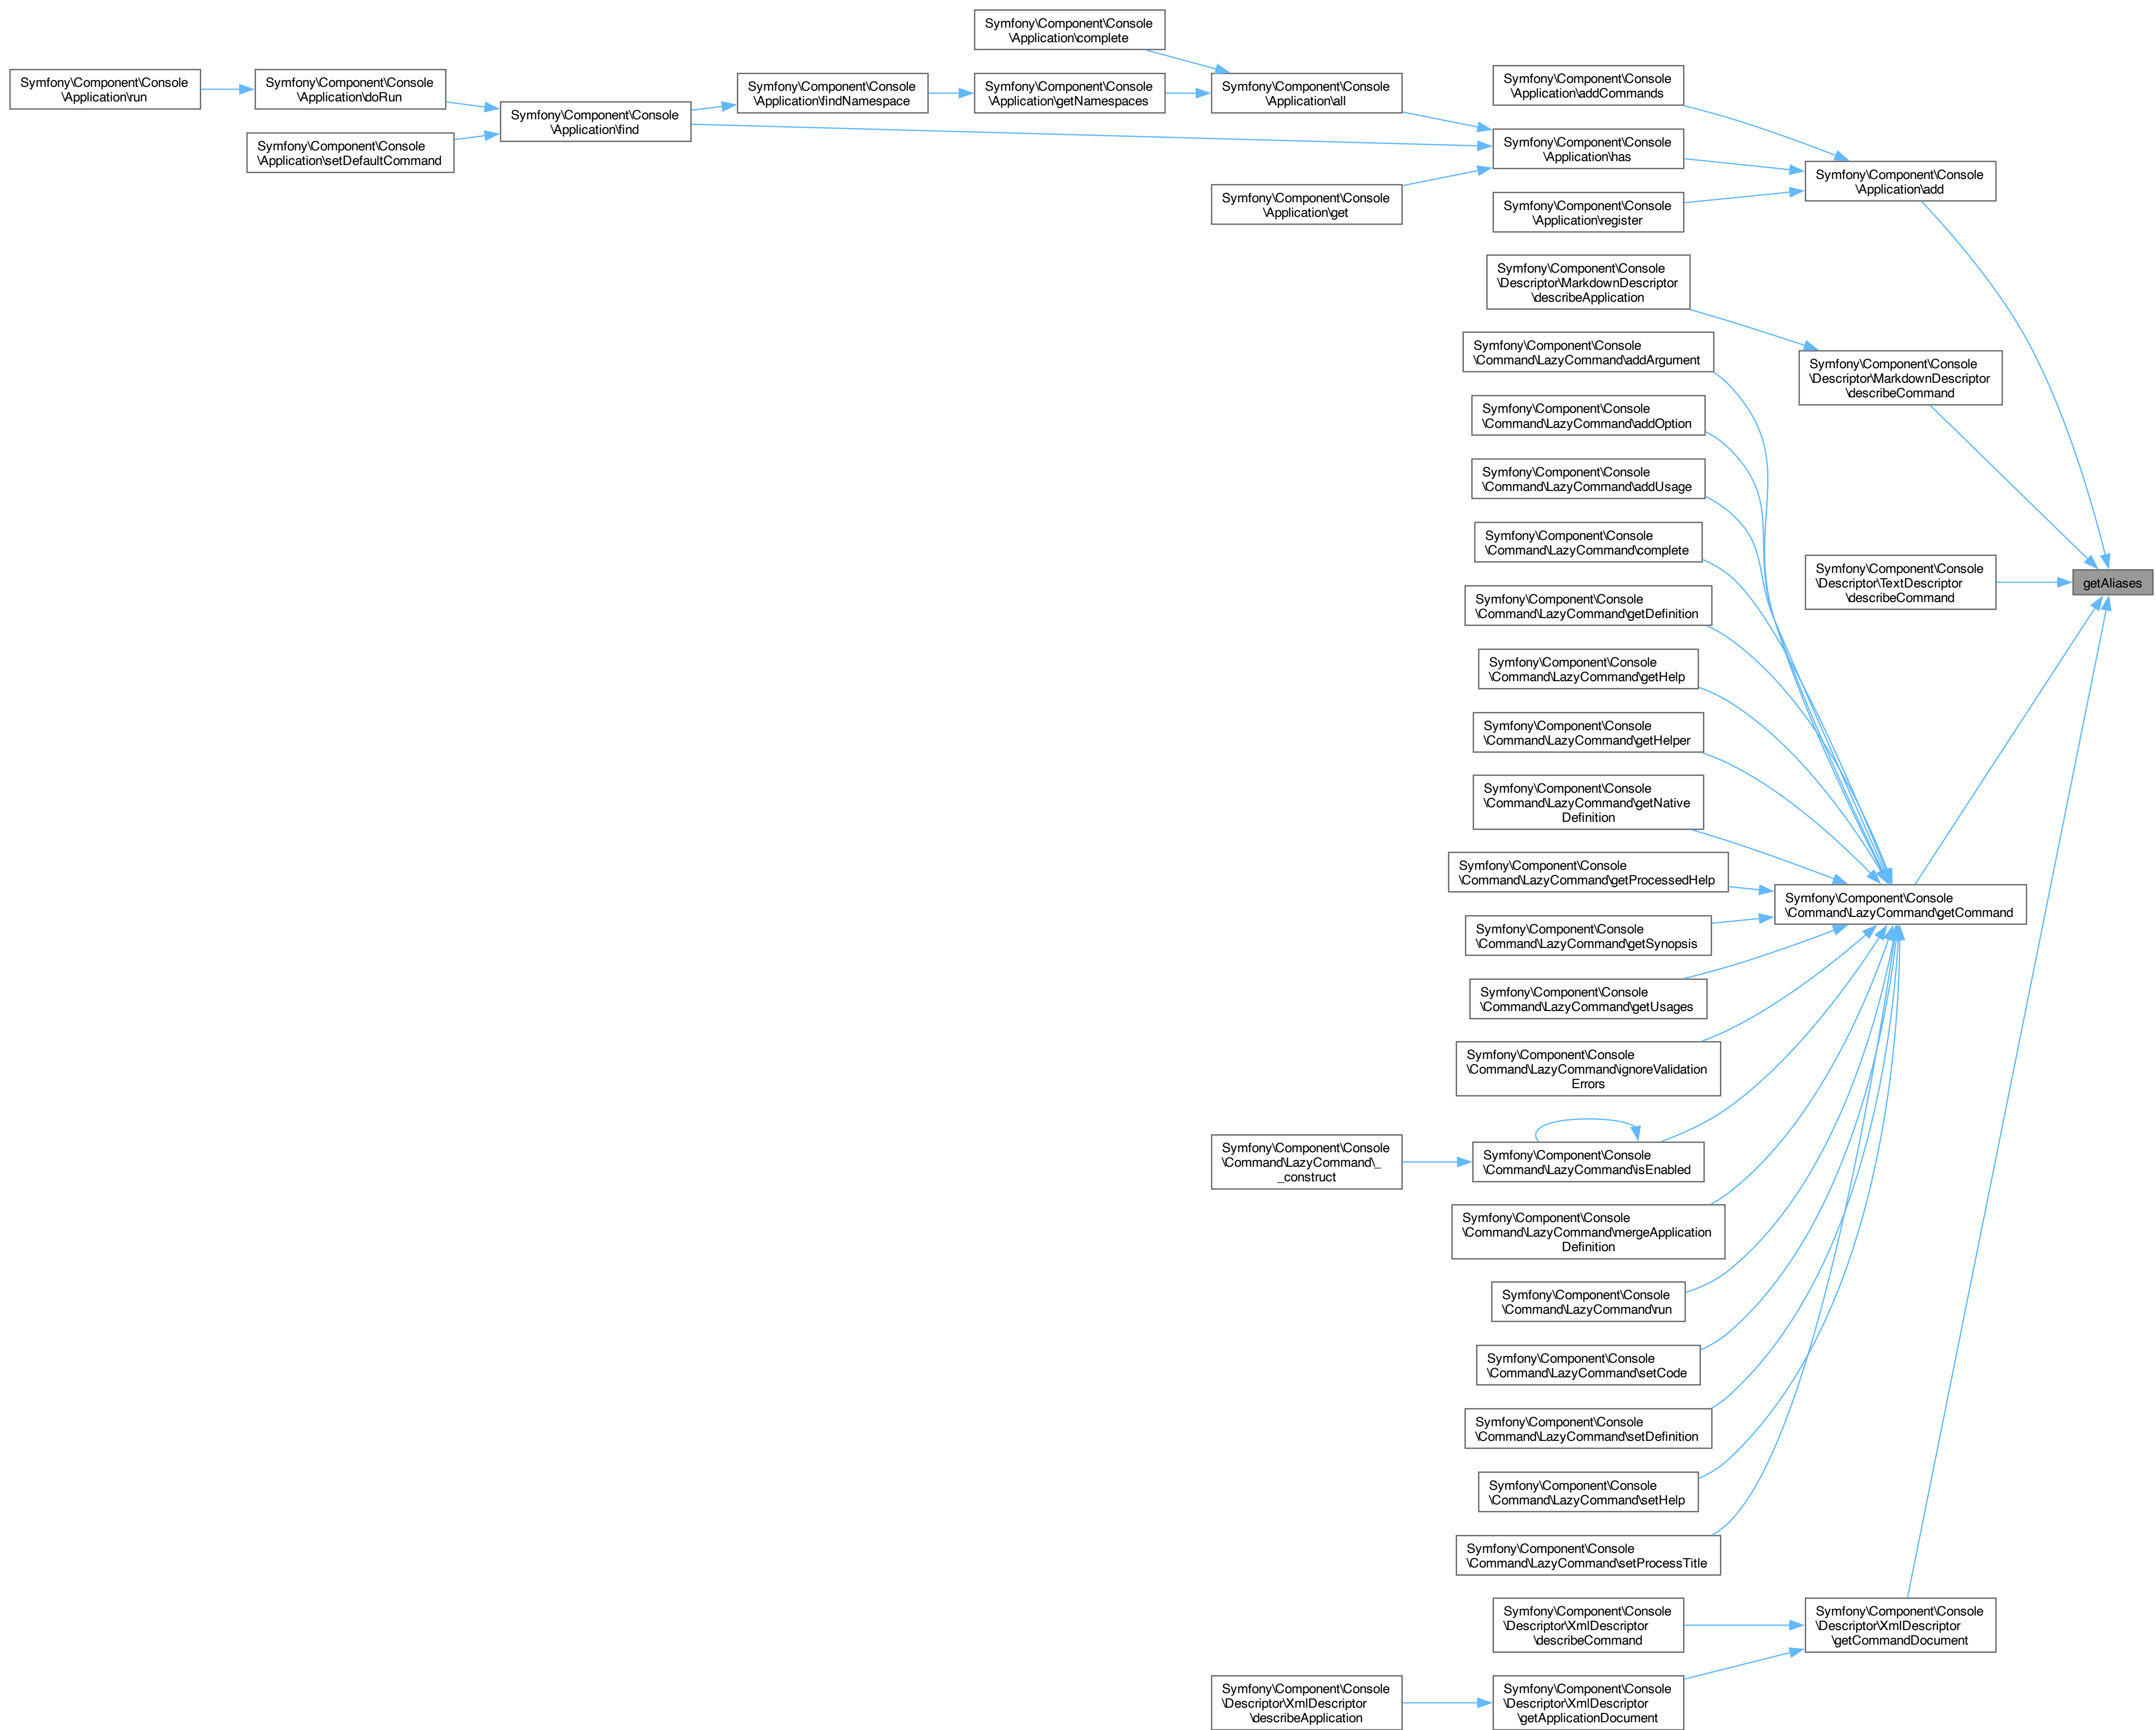 Symfony\Component\Console
\Application\run
Symfony\Component\Console
\Application\doRun
Symfony\Component\Console
\Application\setDefaultCommand
Symfony\Component\Console
\Application\find
Symfony\Component\Console
\Application\findNamespace
Symfony\Component\Console
\Application\complete
Symfony\Component\Console
\Application\getNamespaces
Symfony\Component\Console
\Application\all
Symfony\Component\Console
\Application\get
Symfony\Component\Console
\Application\addCommands
Symfony\Component\Console
\Application\has
Symfony\Component\Console
\Application\register
Symfony\Component\Console
\Application\add
Symfony\Component\Console
\Descriptor\MarkdownDescriptor
\describeApplication
Symfony\Component\Console
\Descriptor\MarkdownDescriptor
\describeCommand
Symfony\Component\Console
\Descriptor\TextDescriptor
\describeCommand
getAliases
Symfony\Component\Console
\Command\LazyCommand\addArgument
Symfony\Component\Console
\Command\LazyCommand\addOption
Symfony\Component\Console
\Command\LazyCommand\addUsage
Symfony\Component\Console
\Command\LazyCommand\complete
Symfony\Component\Console
\Command\LazyCommand\getDefinition
Symfony\Component\Console
\Command\LazyCommand\getHelp
Symfony\Component\Console
\Command\LazyCommand\getHelper
Symfony\Component\Console
\Command\LazyCommand\getNative
Definition
Symfony\Component\Console
\Command\LazyCommand\getProcessedHelp
Symfony\Component\Console
\Command\LazyCommand\getCommand
Symfony\Component\Console
\Command\LazyCommand\getSynopsis
Symfony\Component\Console
\Command\LazyCommand\getUsages
Symfony\Component\Console
\Command\LazyCommand\ignoreValidation
Errors
Symfony\Component\Console
\Command\LazyCommand\_
_construct
Symfony\Component\Console
\Command\LazyCommand\isEnabled
Symfony\Component\Console
\Command\LazyCommand\mergeApplication
Definition
Symfony\Component\Console
\Command\LazyCommand\run
Symfony\Component\Console
\Command\LazyCommand\setCode
Symfony\Component\Console
\Command\LazyCommand\setDefinition
Symfony\Component\Console
\Command\LazyCommand\setHelp
Symfony\Component\Console
\Command\LazyCommand\setProcessTitle
Symfony\Component\Console
\Descriptor\XmlDescriptor
\describeCommand
Symfony\Component\Console
\Descriptor\XmlDescriptor
\getCommandDocument
Symfony\Component\Console
\Descriptor\XmlDescriptor
\describeApplication
Symfony\Component\Console
\Descriptor\XmlDescriptor
\getApplicationDocument